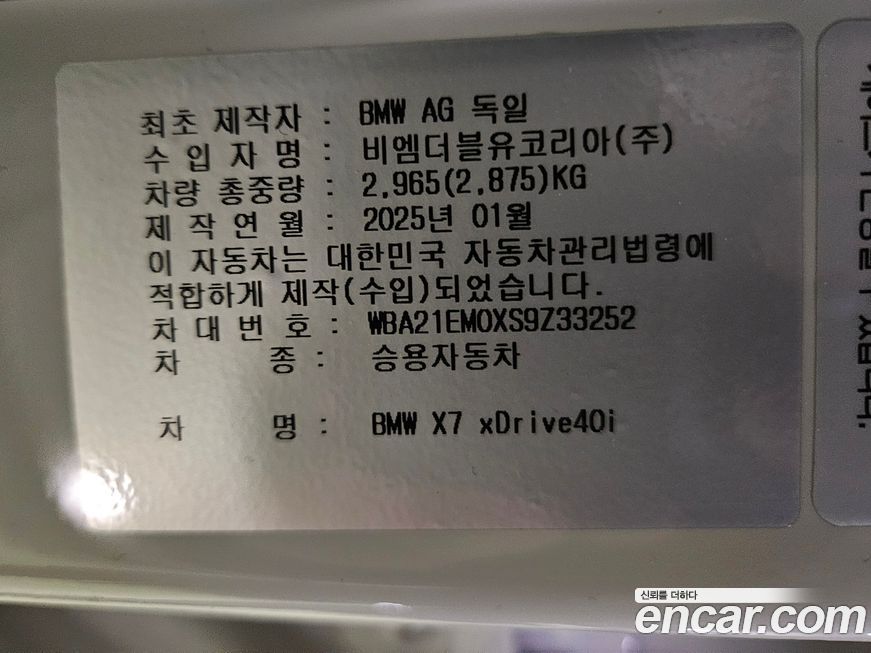 최초 제작자 : BMW AG 독일
수 입 자 명 : 비엠더블유코리아(주)
차량 총중량 : 2,965(2,875)KG
제 작 연 월 : 2025년 01월
이 자동차는 대한민국 자동차관리법령에
적합하게 제작(수입)되었습니다.
차 대 번 호 : WBA21EM0XS9Z33252
차 종 : 승용자동차
차 명 : BMW X7 xDrive40i
신뢰를 더하다
encar.com